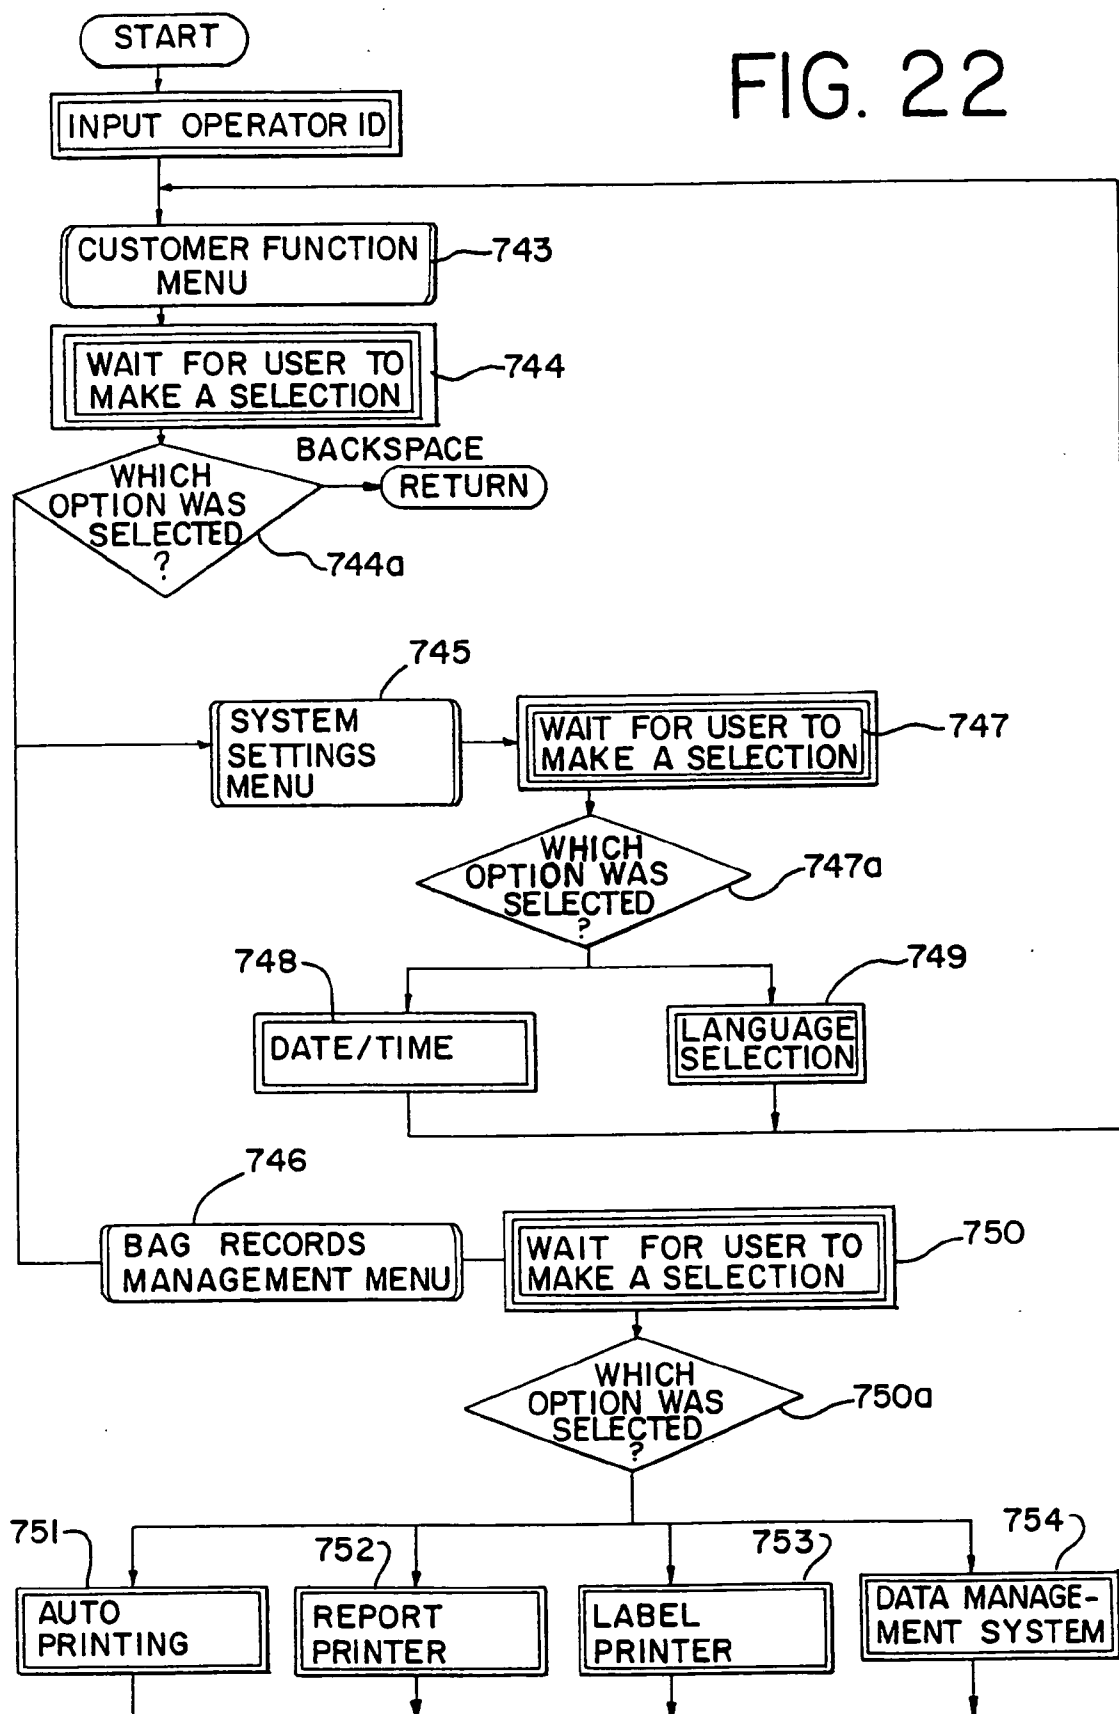 START
FIG. 22
INPUT OPERATOR ID
CUSTOMER FUNCTION
MENU
743
WAIT FOR USER TO
MAKE A SELECTION
744
BACKSPACE
WHICH
OPTION WAS
SELECTED
?
RETURN
744a
745
SYSTEM
SETTINGS
MENU
WAIT FOR USER TO
MAKE A SELECTION
747
WHICH
OPTION WAS
SELECTED
?
747a
748
DATE/TIME
749
LANGUAGE
SELECTION
746
BAG RECORDS
MANAGEMENT MENU
WAIT FOR USER TO
MAKE A SELECTION
750
WHICH
OPTION WAS
SELECTED
?
750a
751
AUTO
PRINTING
752
REPORT
PRINTER
753
LABEL
PRINTER
754
DATA MANAGE-
MENT SYSTEM